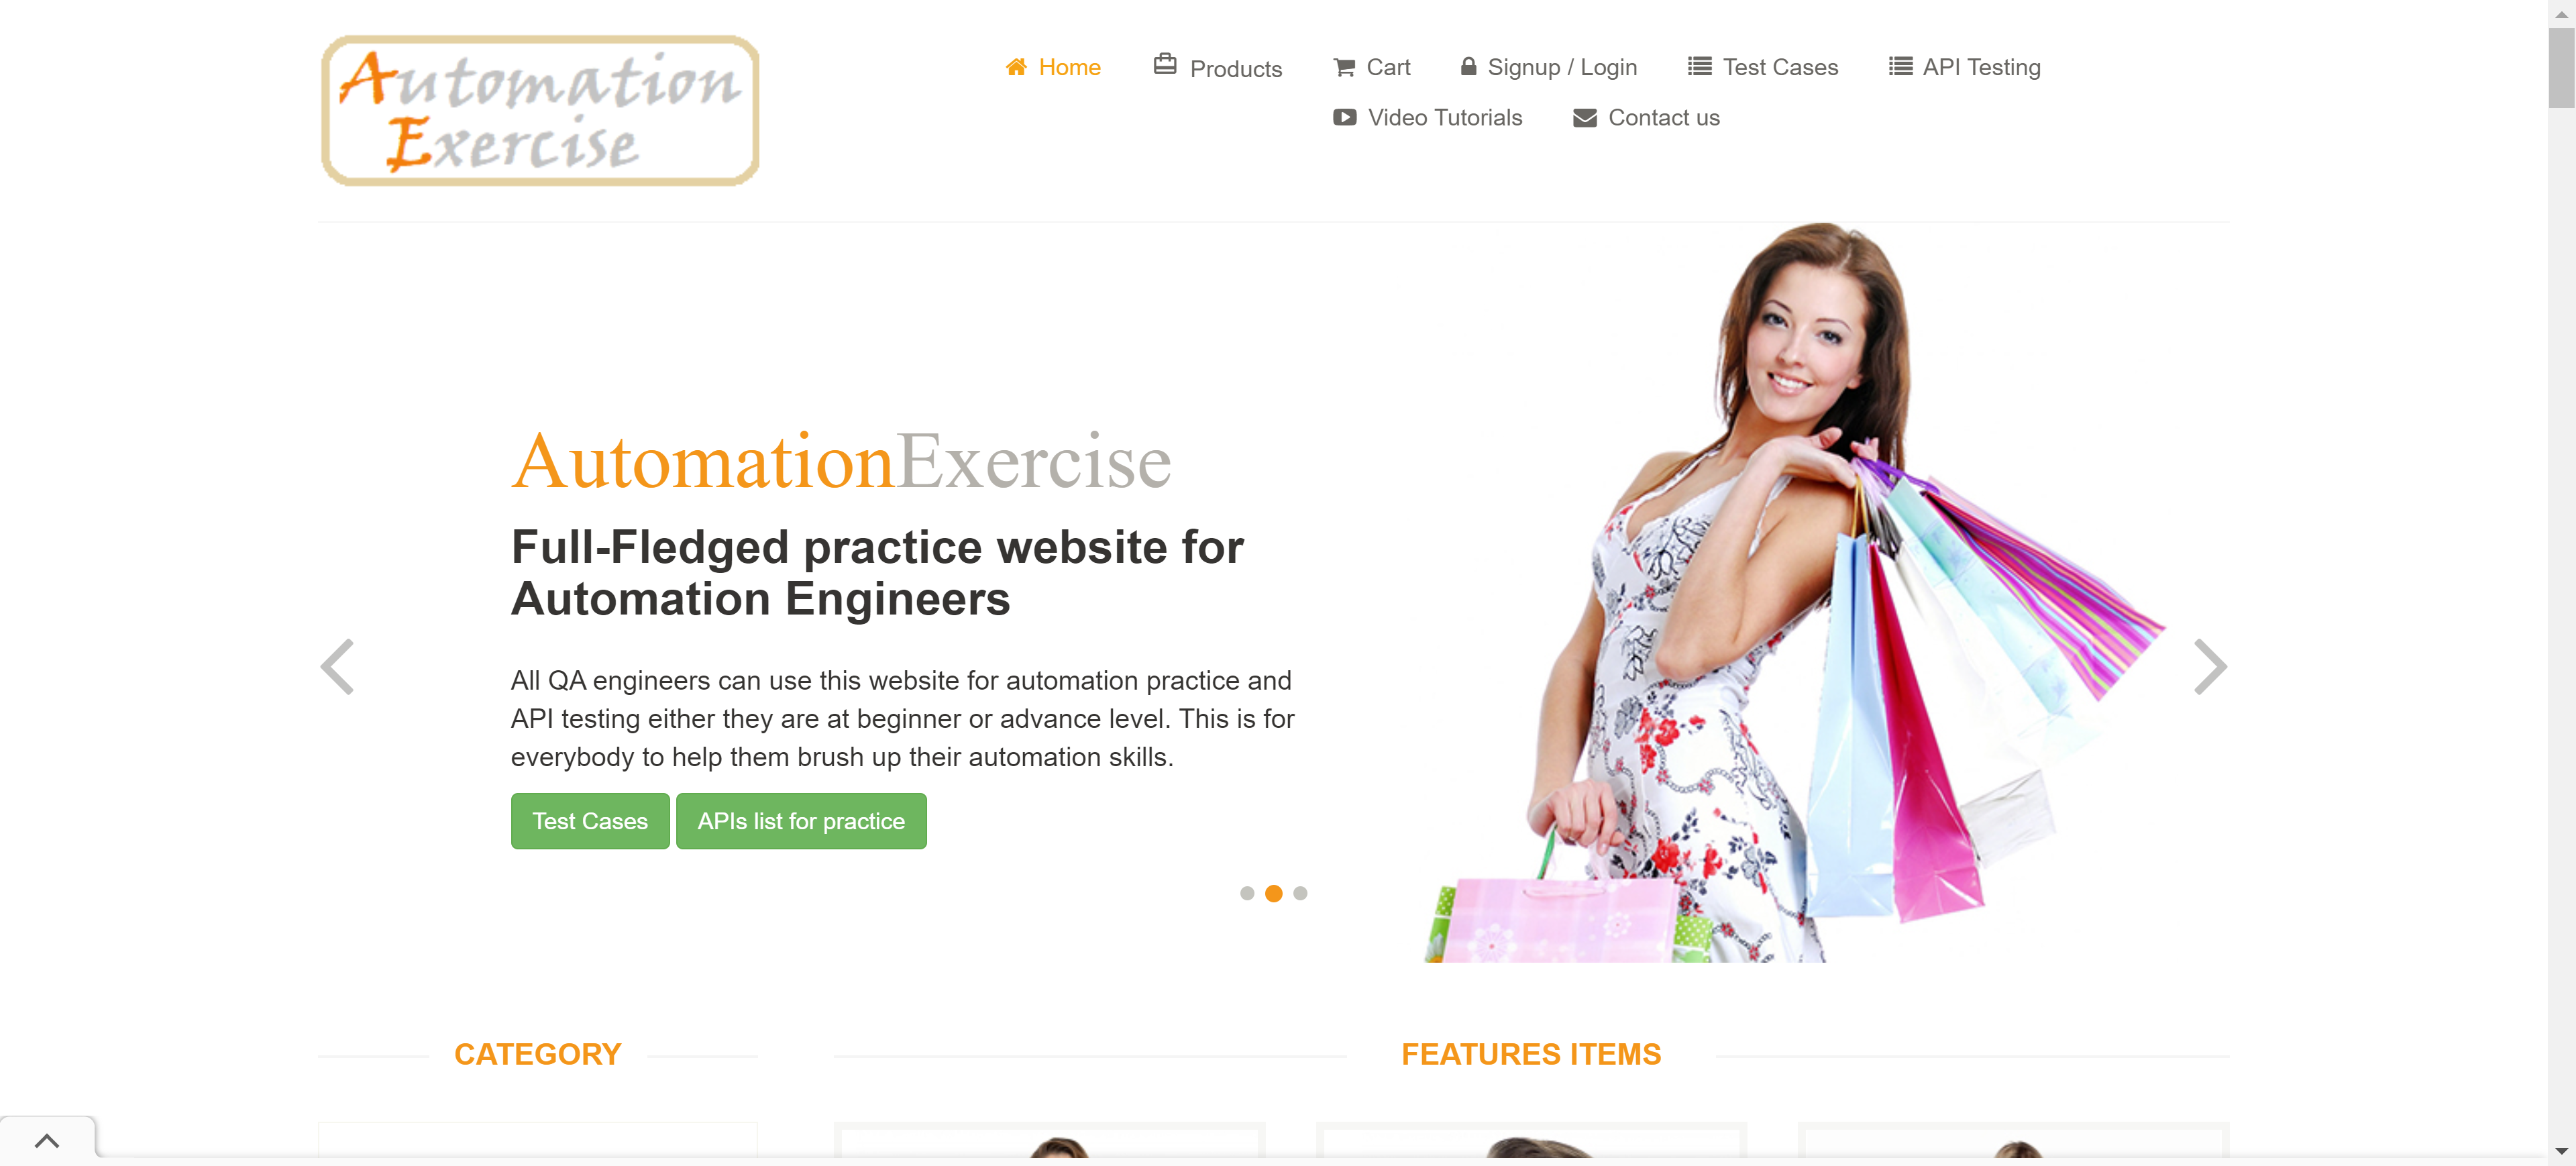 Automation
Exercise
Home Products Cart Signup / Login Test Cases API Testing
Video Tutorials Contact us
AutomationExercise
Full-Fledged practice website for
Automation Engineers
All QA engineers can use this website for automation practice and
API testing either they are at beginner or advance level. This is for
everybody to help them brush up their automation skills.
Test Cases APIs list for practice
CATEGORY FEATURES ITEMS